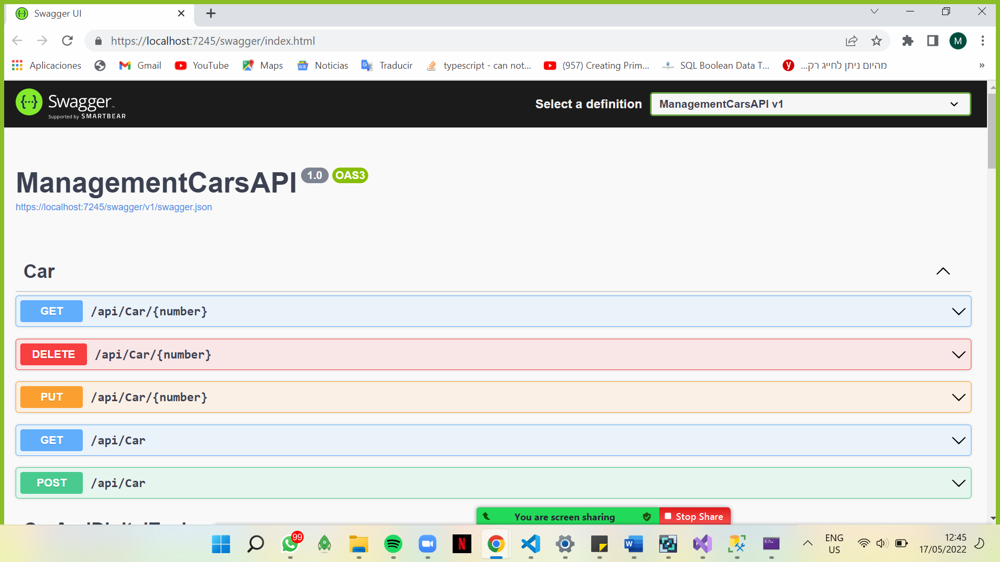 Swagger UI
https://localhost:7245/swagger/index.html
M
Aplicaciones
Gmail
YouTube
Maps
Noticias
Traducir
typescript - can not...
(957) Creating Prim...
SQL Boolean Data T...
מהיום ניתן לחייג רק...
»
Swagger
Supported by SMARTBEAR
Select a definition
ManagementCarsAPI v1
ManagementCarsAPI 1.0 OAS3
https://localhost:7245/swagger/v1/swagger.json
Car
GET /api/Car/{number}
DELETE /api/Car/{number}
PUT /api/Car/{number}
GET /api/Car
POST /api/Car
You are screen sharing
Stop Share
99
ENG
US
12:45
17/05/2022